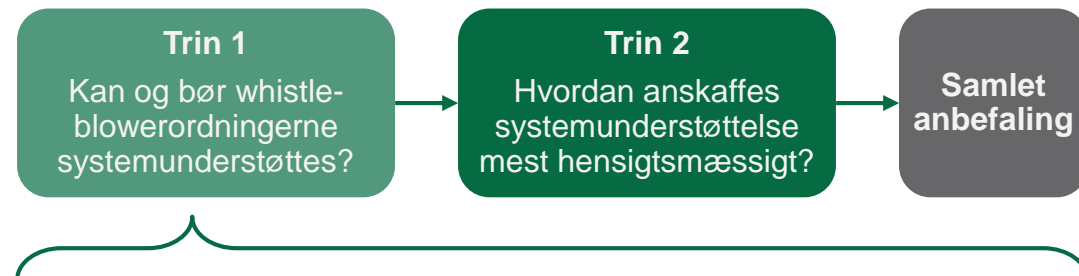 Trin 1
Kan og bør whistle-
blowerordningerne
systemunderstøttes?
Trin 2
Hvordan anskaffes
systemunderstøttelse
mest hensigtsmæssigt?
Samlet
anbefaling